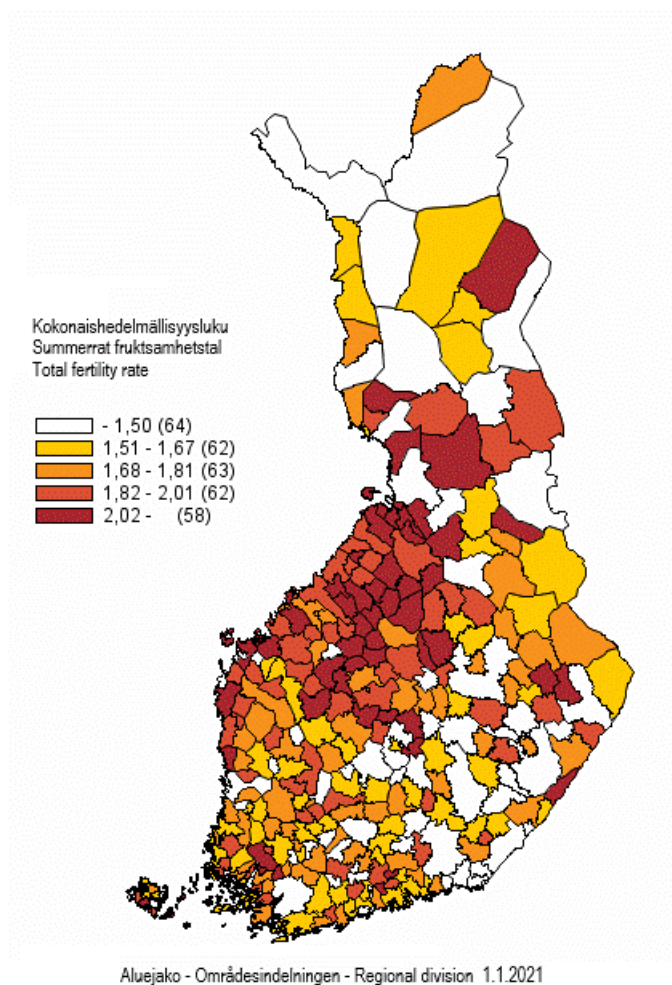 Kokonaishedelmällisyysluku
Summerrat fruktsamhetstal
Total fertility rate
- 1,50 (64)
1,51 - 1,67 (62)
1,68 - 1,81 (63)
1,82 - 2,01 (62)
2,02 - (58)
Aluejako - Områdesindelningen - Regional division 1.1.2021